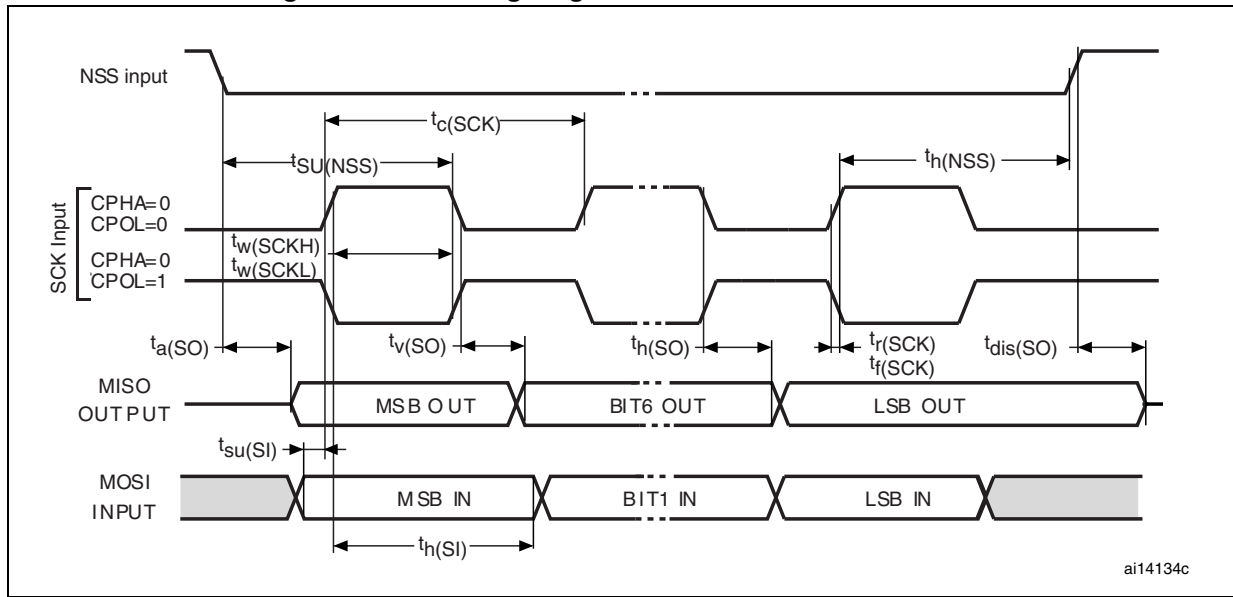 NSS input
tc(SCK)
tSU(NSS)
th(NSS)
SCK Input
CPHA=0
CPOL=0
tw(SCKH)
CPHA=0
tw(SCKL)
CPOL=1
ta(SO)
tv(SO)
th(SO)
tr(SCK)
tf(SCK)
tdis(SO)
MISO
OUTPUT
MSB OUT
BIT6 OUT
LSB OUT
tsu(SI)
MOSI
INPUT
MSB IN
BIT1 IN
LSB IN
th(SI)
ai14134c